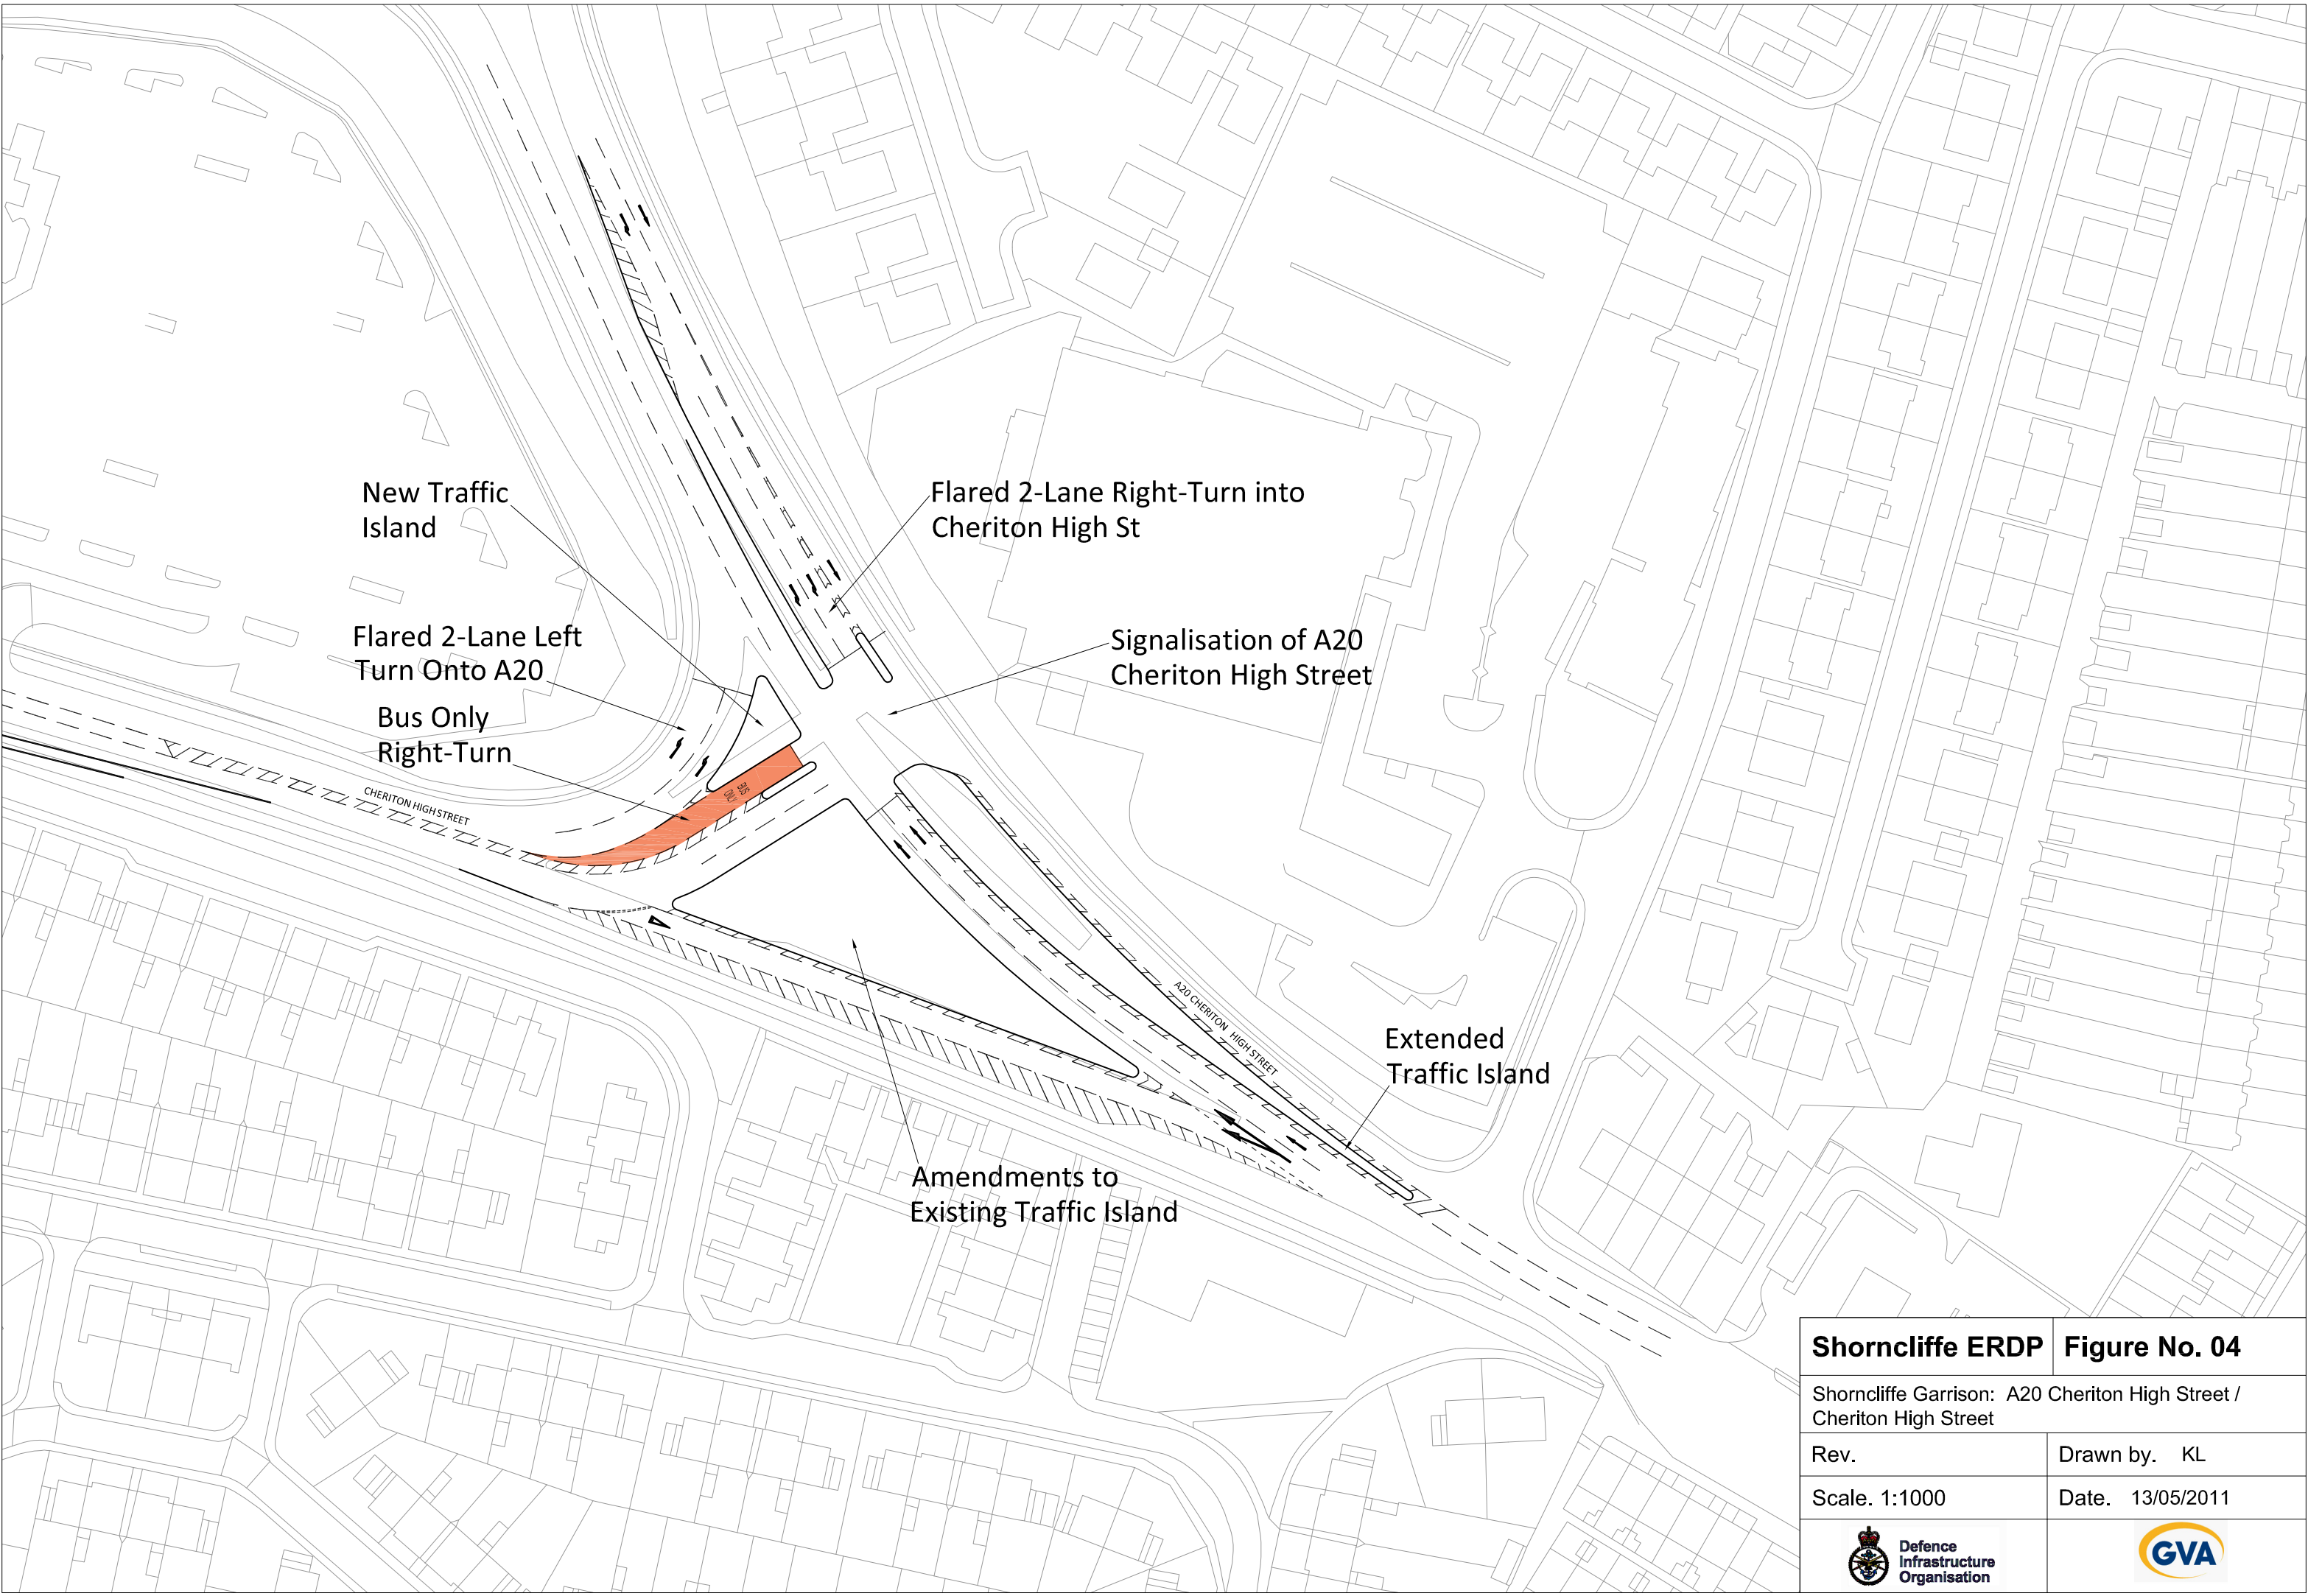 New Traffic
Island
Flared 2-Lane Right-Turn into
Cheriton High St
Flared 2-Lane Left
Turn Onto A20
Signalisation of A20
Cheriton High Street
Bus Only
Right-Turn
CHERITON HIGH STREET
BUS
ONLY
A20 CHERITON HIGH STREET
Extended
Traffic Island
Amendments to
Existing Traffic Island
Shorncliffe ERDP
Figure No. 04
Shorncliffe Garrison: A20 Cheriton High Street /
Cheriton High Street
Rev.
Drawn by. KL
Scale. 1:1000
Date. 13/05/2011
Defence
Infrastructure
Organisation
GVA